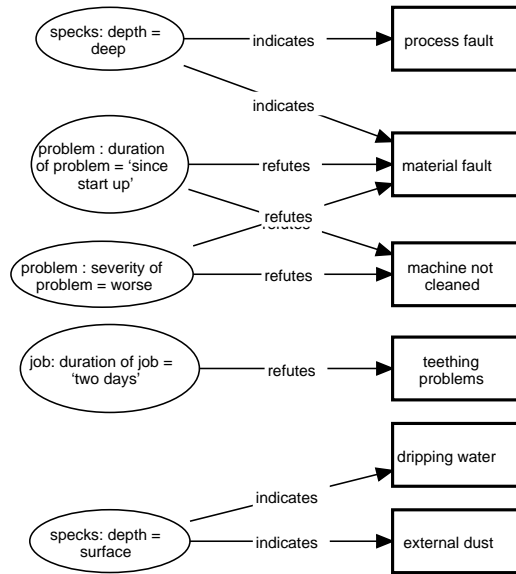 specks: depth =
deep
indicates
process fault
indicates
problem : duration
of problem = ‘since
start up’
refutes
material fault
refutes
refutes
problem : severity of
problem = worse
refutes
machine not
cleaned
job: duration of job =
‘two days’
refutes
teething
problems
dripping water
indicates
specks: depth =
surface
indicates
external dust